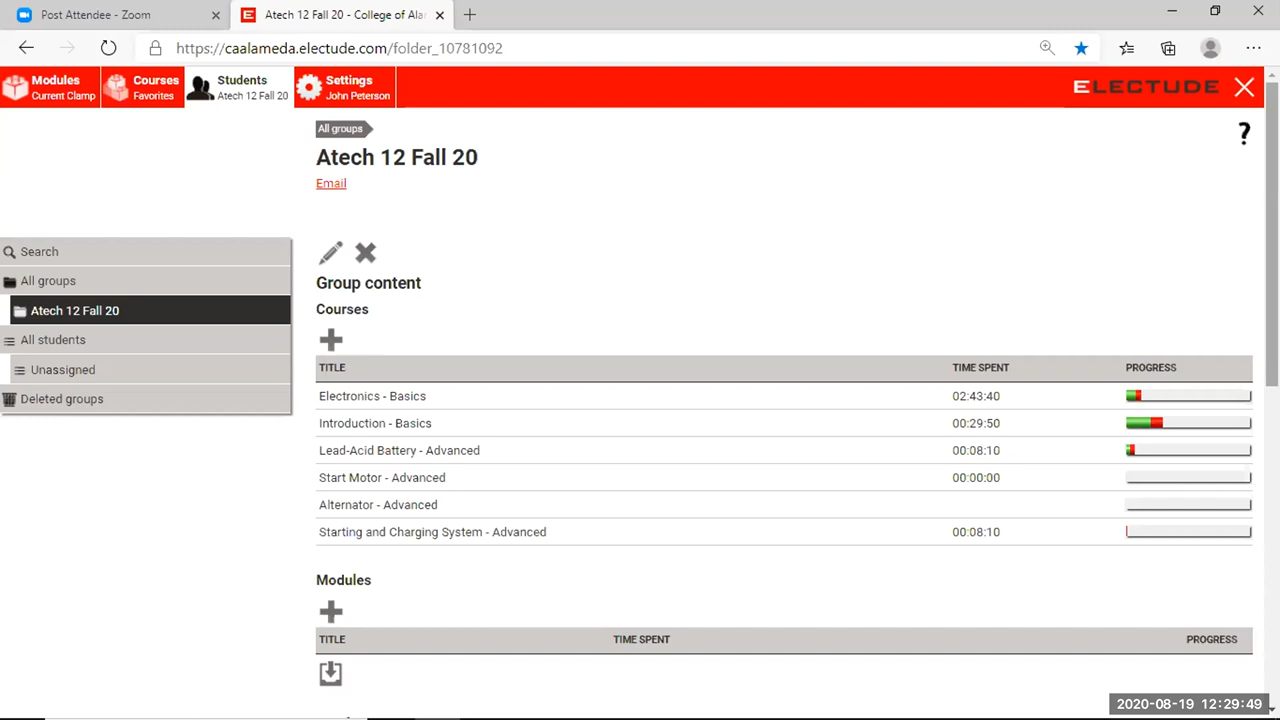 Post Attendee - Zoom
Atech 12 Fall 20 - College of Alar
https://caalameda.electude.com/folder_10781092
Modules
Current Clamp
Courses
Favorites
Students
Atech 12 Fall 20
Settings
John Peterson
ELECTUDE
All groups
?
Atech 12 Fall 20
Email
Search
All groups
Atech 12 Fall 20
All students
Unassigned
Deleted groups
Group content
Courses
TITLE TIME SPENT PROGRESS
Electronics - Basics 02:43:40
Introduction - Basics 00:29:50
Lead-Acid Battery - Advanced 00:08:10
Start Motor - Advanced 00:00:00
Alternator - Advanced
Starting and Charging System - Advanced 00:08:10
Modules
TITLE TIME SPENT PROGRESS
2020-08-19 12:29:49